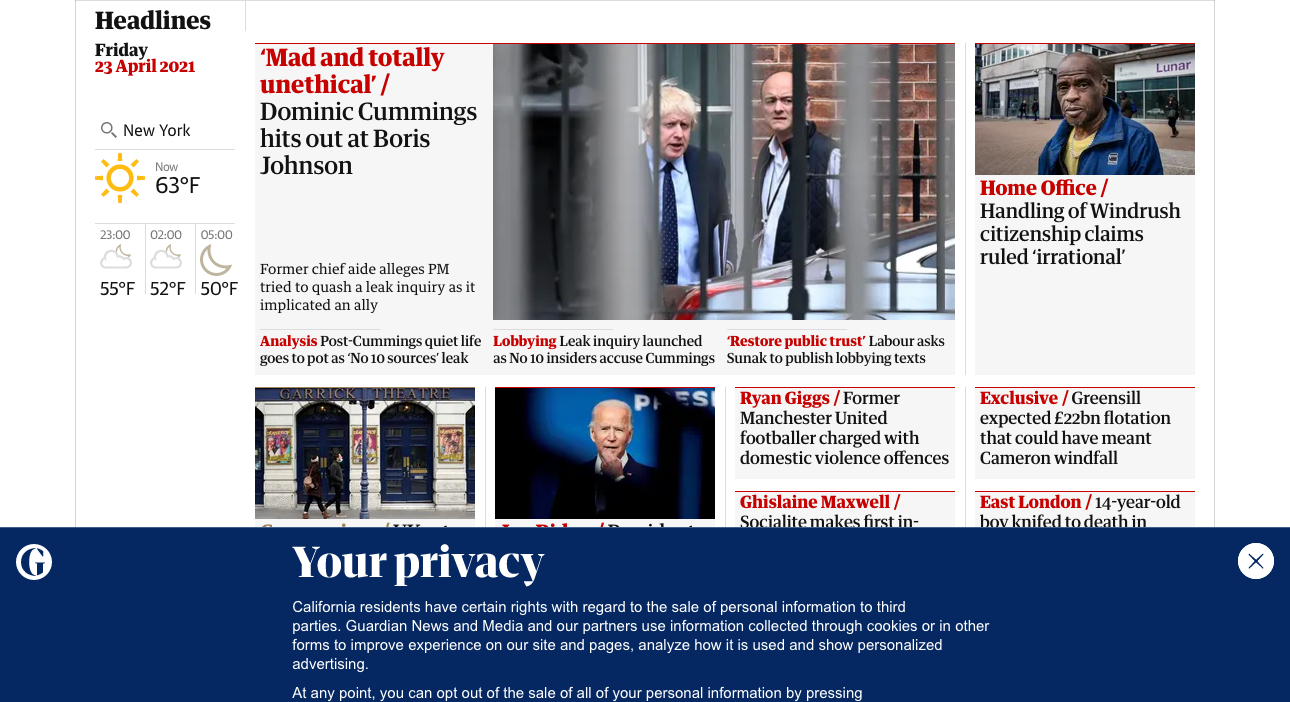 Headlines
Friday
23 April 2021
New York
Now
63°F
23:00
02:00
05:00
55°F
52°F
50°F
‘Mad and totally
unethical’ /
Dominic Cummings
hits out at Boris
Johnson
Former chief aide alleges PM
tried to quash a leak inquiry as it
implicated an ally
Analysis Post-Cummings quiet life
goes to pot as ‘No 10 sources’ leak
Lobbying Leak inquiry launched
as No 10 insiders accuse Cummings
‘Restore public trust’ Labour asks
Sunak to publish lobbying texts
Lunar
Home Office /
Handling of Windrush
citizenship claims
ruled ‘irrational’
GARRICK THEATRE
Ryan Giggs / Former
Manchester United
footballer charged with
domestic violence offences
Exclusive / Greensill
expected £22bn flotation
that could have meant
Cameron windfall
Ghislaine Maxwell /
Socialite makes first in-
East London / 14-year-old
boy knifed to death in
Your privacy
California residents have certain rights with regard to the sale of personal information to third
parties. Guardian News and Media and our partners use information collected through cookies or in other
forms to improve experience on our site and pages, analyze how it is used and show personalized
advertising.
At any point, you can opt out of the sale of all of your personal information by pressing